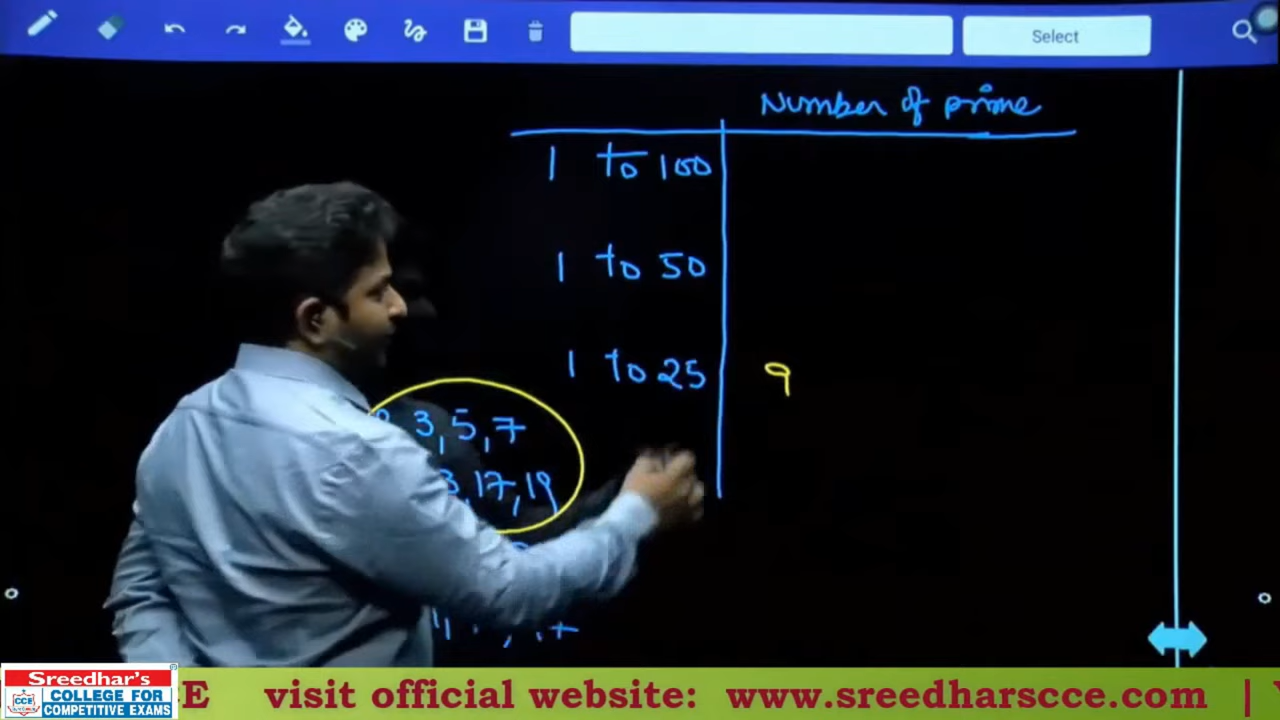 Select
Number of prime
1 to 100
1 to 50
1 to 25 9
3, 5, 7
3, 17, 19
Sreedhar's
CCE
COLLEGE FOR
COMPETITIVE EXAMS
E visit official website: www.sreedharscce.com |